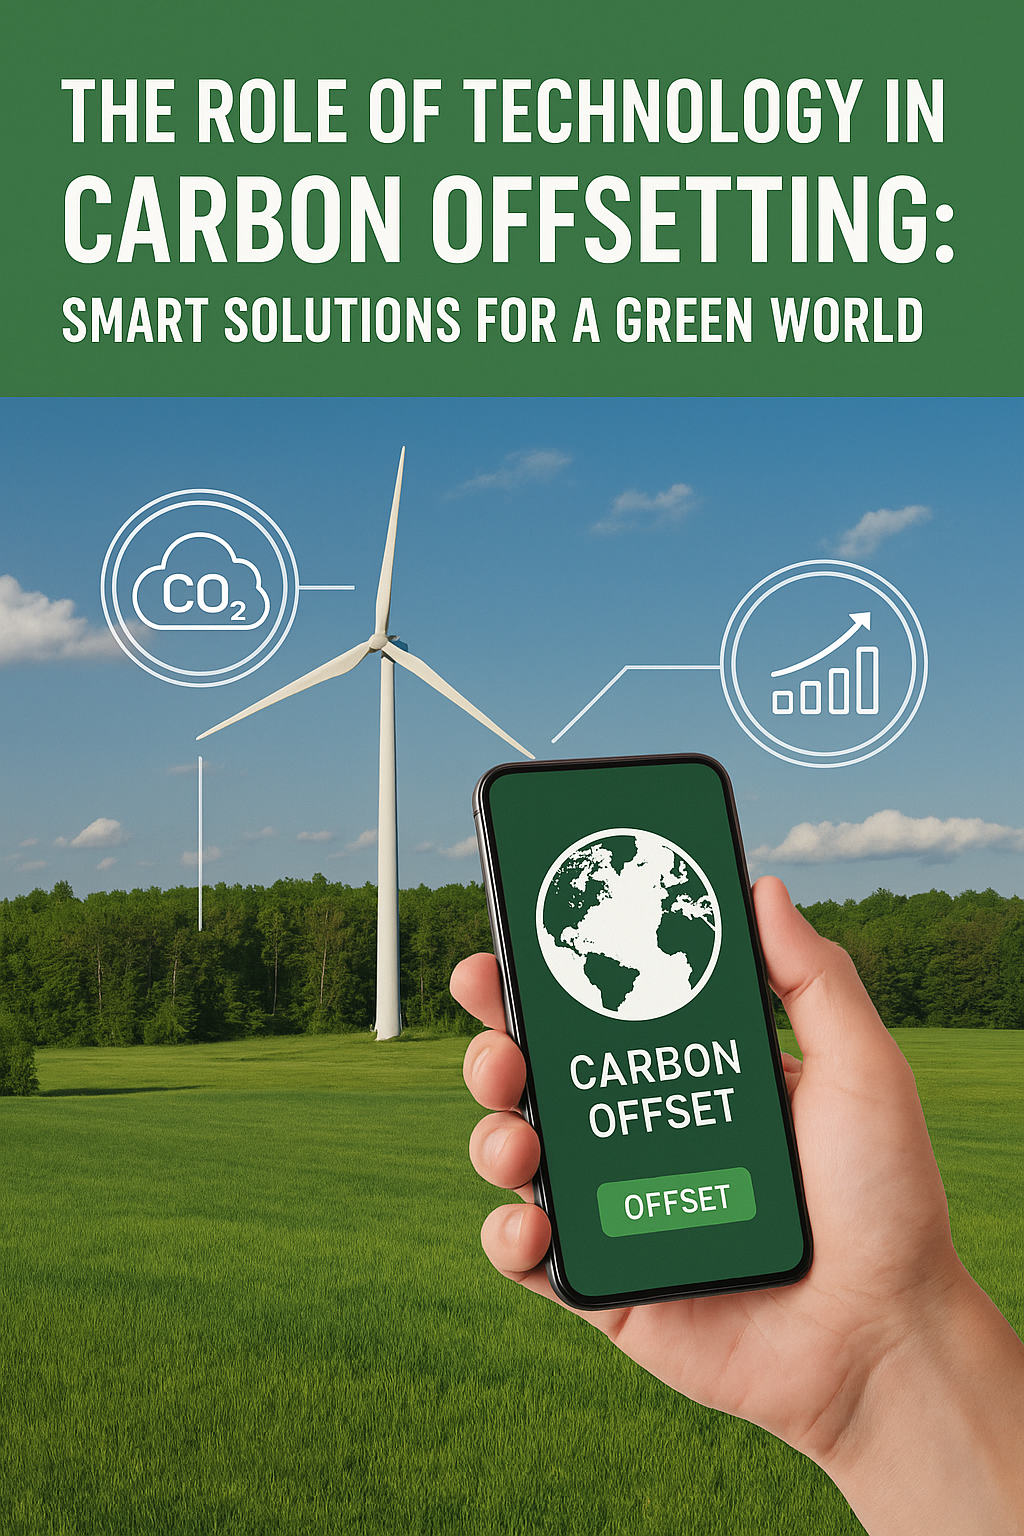 THE ROLE OF TECHNOLOGY IN
CARBON OFFSETTING:
SMART SOLUTIONS FOR A GREEN WORLD
CO₂
CARBON
OFFSET
OFFSET